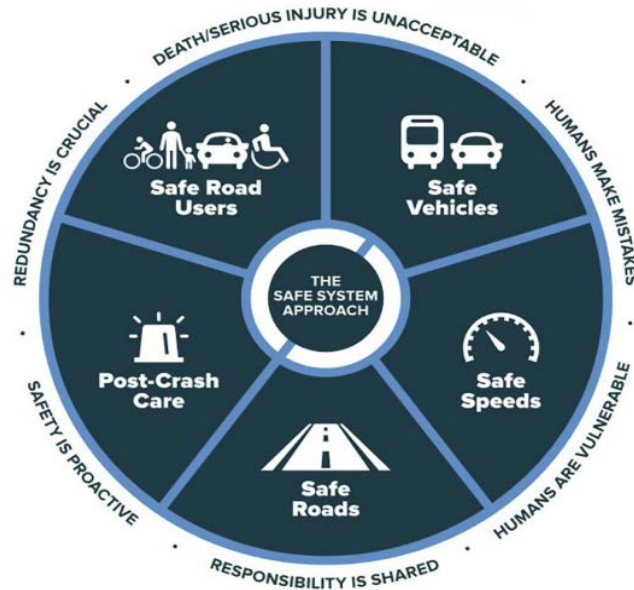 DEATH/SERIOUS INJURY IS UNACCEPTABLE
HUMANS MAKE MISTAKES
HUMANS ARE VULNERABLE
RESPONSIBILITY IS SHARED
SAFETY IS PROACTIVE
REDUNDANCY IS CRUCIAL
Safe Road
Users
Safe
Vehicles
THE
SAFE SYSTEM
APPROACH
Post-Crash
Care
Safe
Speeds
Safe
Roads